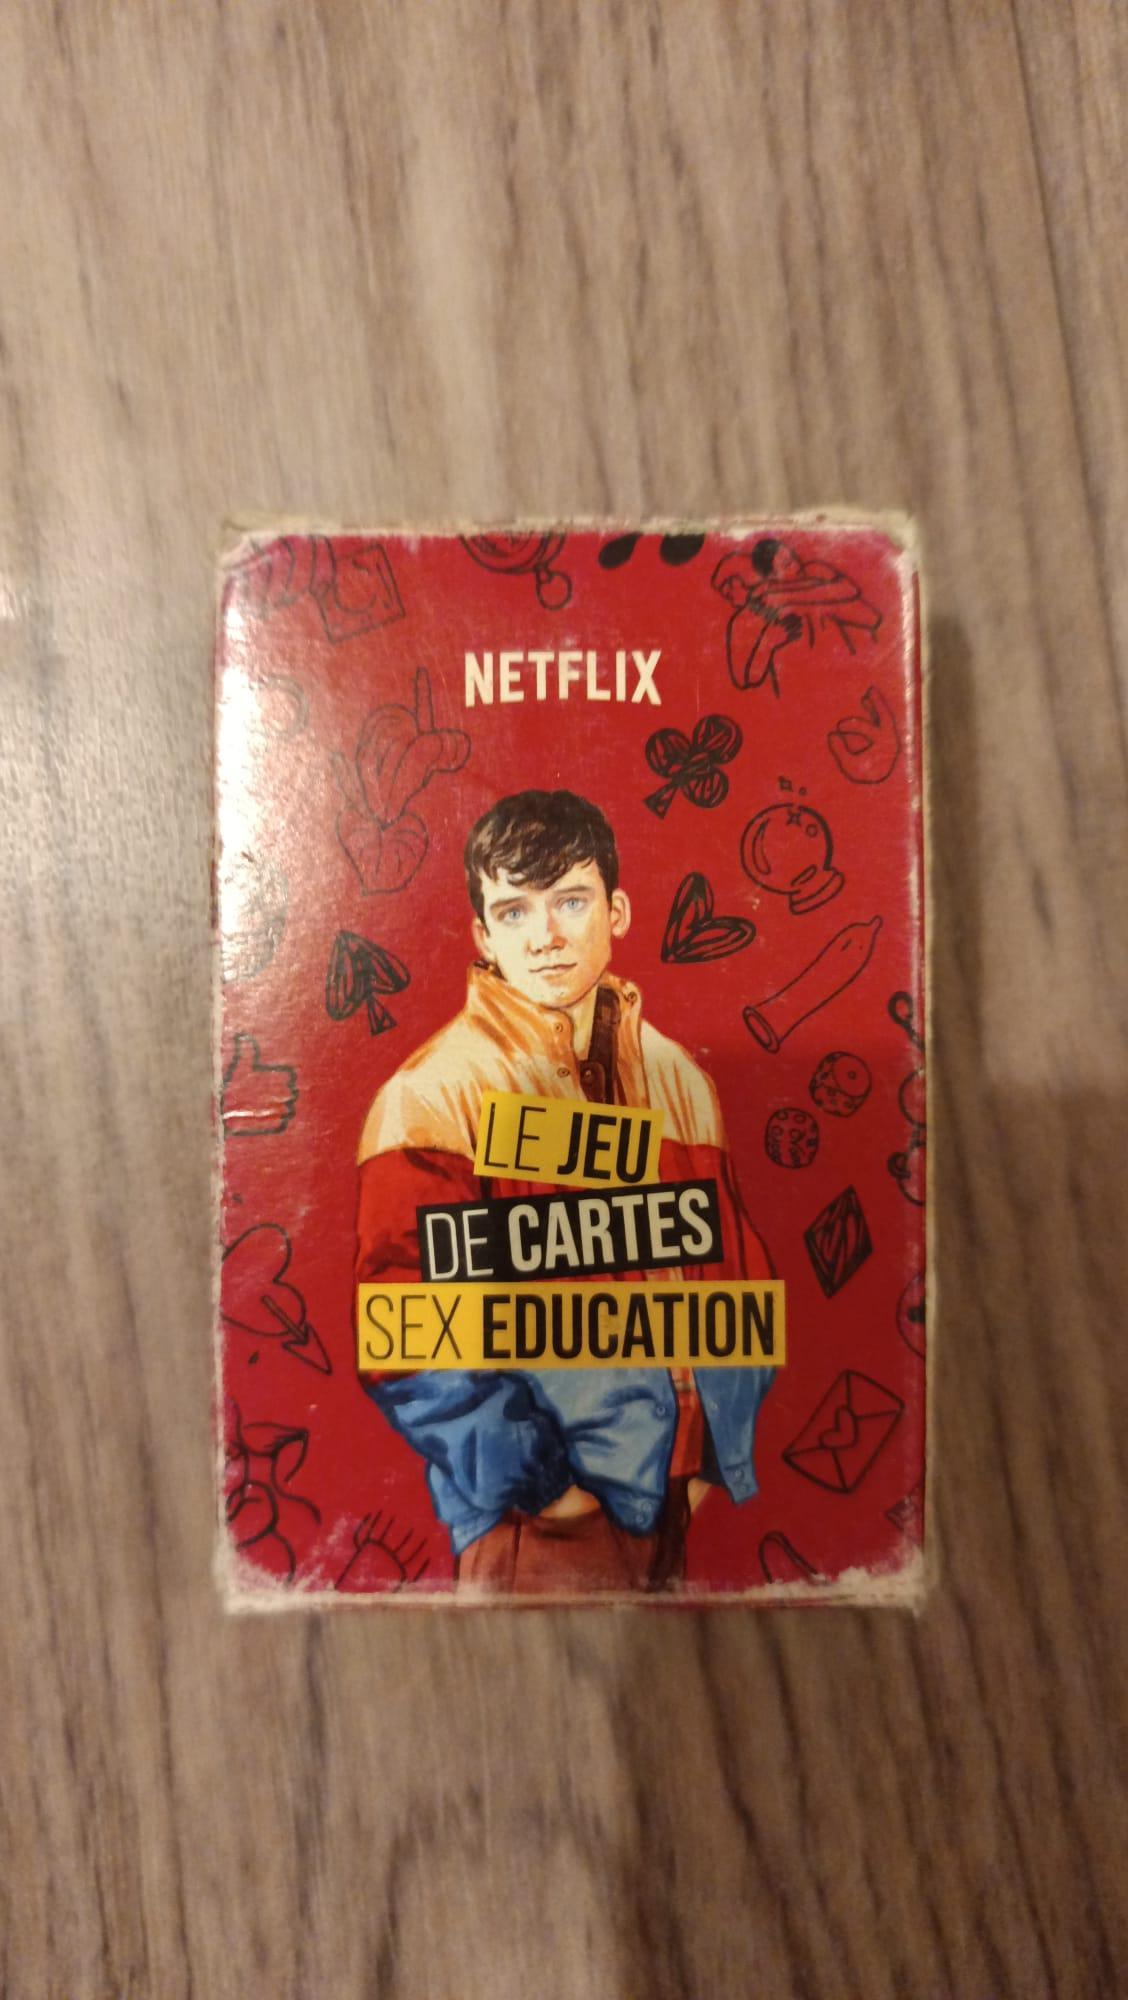 NETFLIX
LE JEU
DE CARTES
SEX EDUCATION